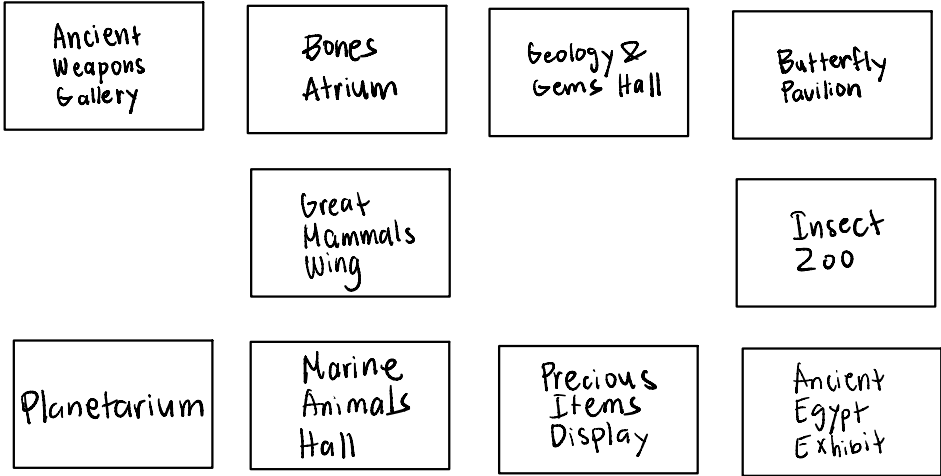 Ancient
Weapons
Gallery
Bones
Atrium
Geology &
Gems Hall
Butterfly
Pavilion
Great
Mammals
Wing
Insect
Zoo
Planetarium
Marine
Animals
Hall
Precious
Items
Display
Ancient
Egypt
Exhibit